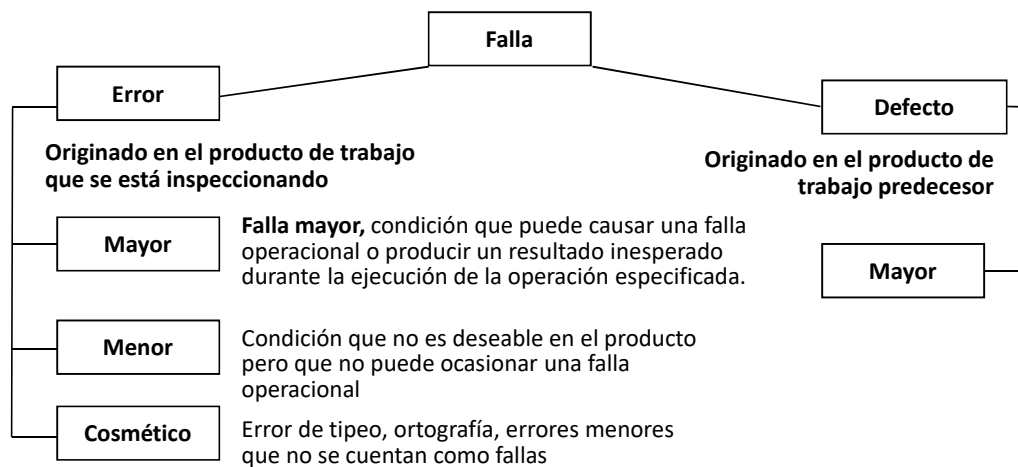 Falla
Error
Defecto
Originado en el producto de trabajo
que se está inspeccionando
Originado en el producto de
trabajo predecesor
Mayor
Falla mayor, condición que puede causar una falla
operacional o producir un resultado inesperado
durante la ejecución de la operación especificada.
Mayor
Menor
Condición que no es deseable en el producto
pero que no puede ocasionar una falla
operacional
Cosmético
Error de tipeo, ortografía, errores menores
que no se cuentan como fallas